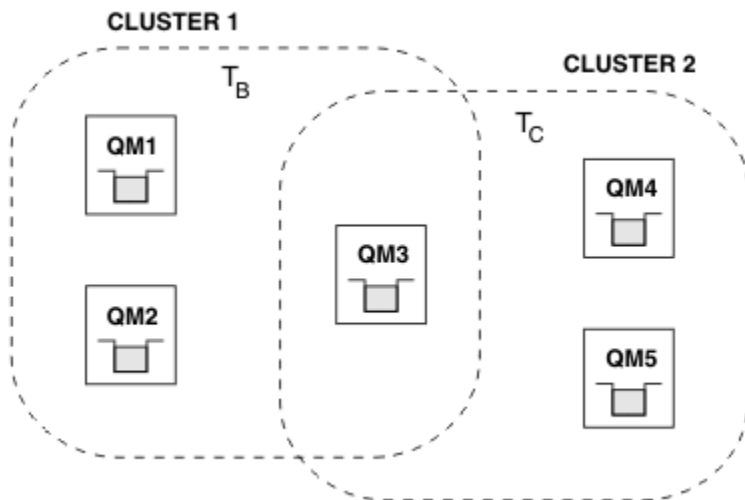 CLUSTER 1
CLUSTER 2
T_B
T_C
QM1
QM4
QM3
QM2
QM5